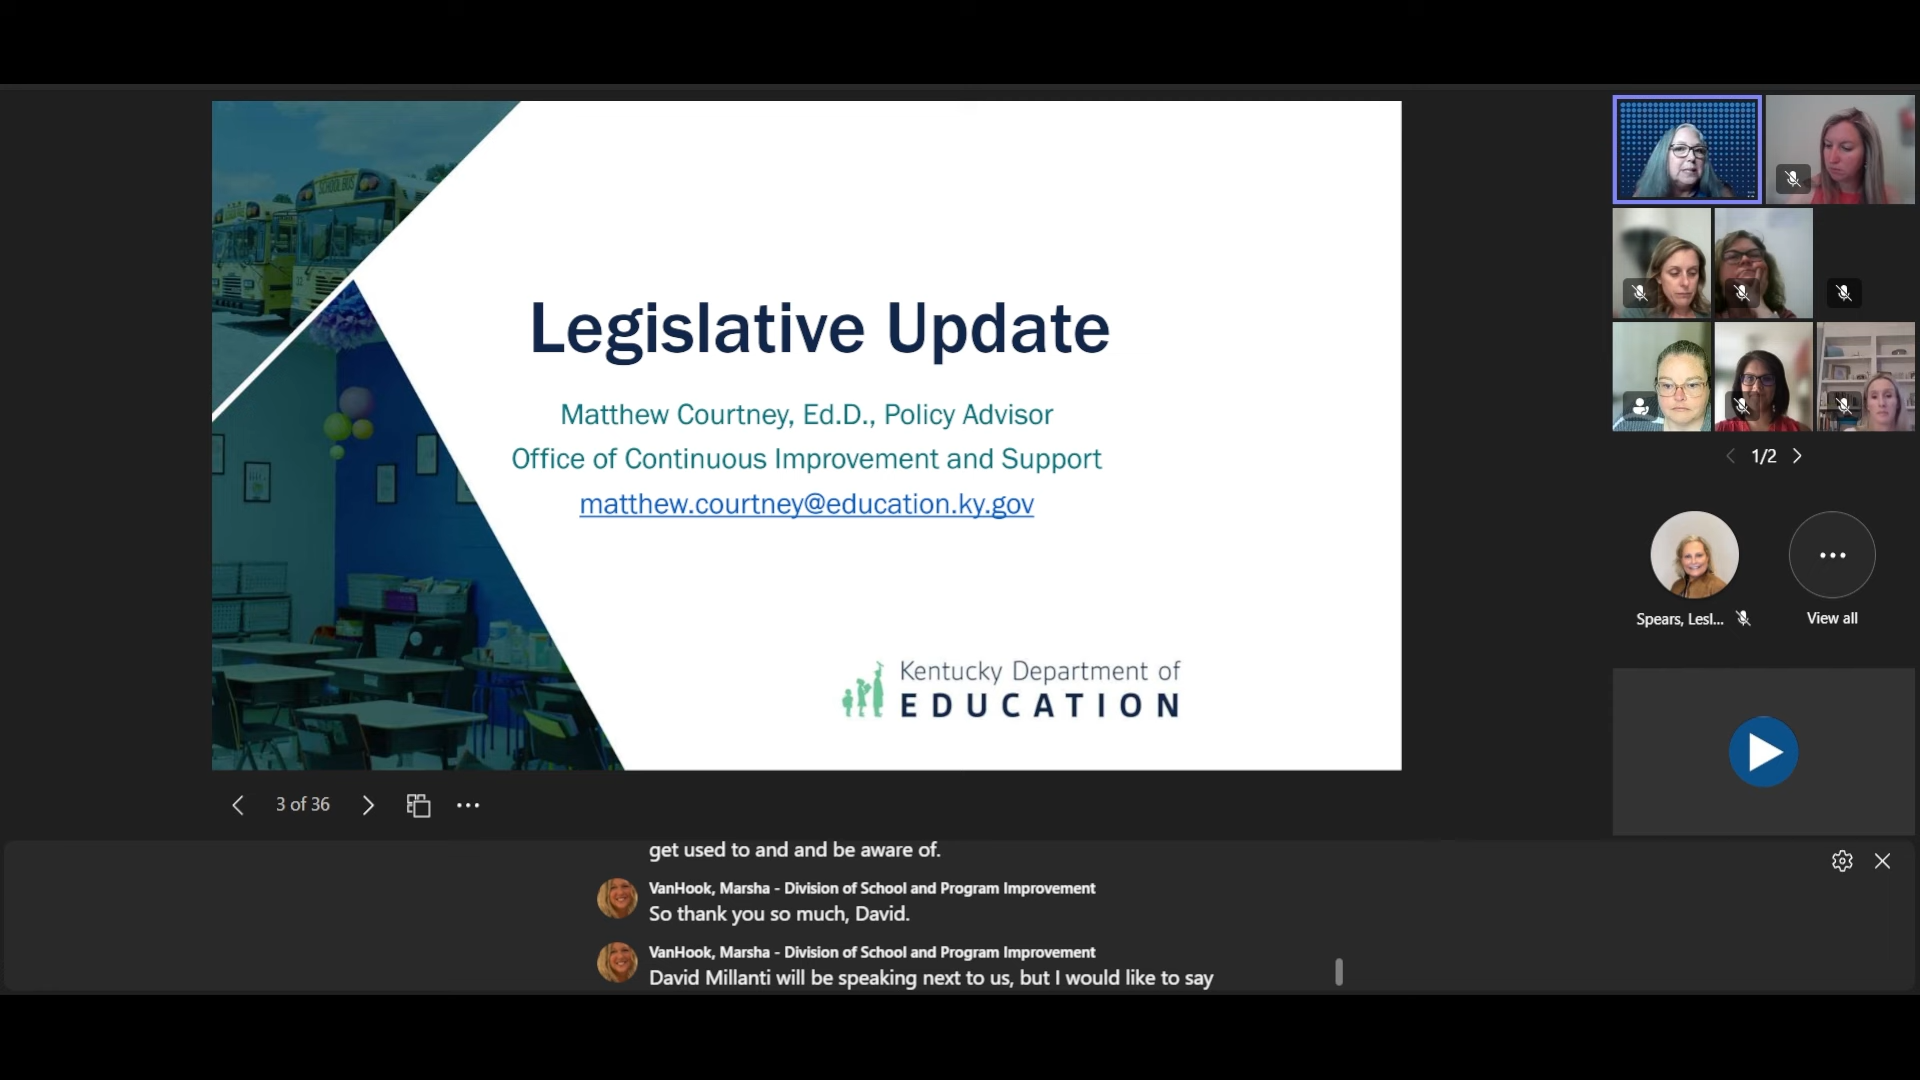 SCHOOL BUS
Legislative Update
Matthew Courtney, Ed.D., Policy Advisor
Office of Continuous Improvement and Support
matthew.courtney@education.ky.gov
Kentucky Department of
EDUCATION
3 of 36
1/2
Spears, Lesl...
View all
get used to and and be aware of.
VanHook, Marsha - Division of School and Program Improvement
So thank you so much, David.
VanHook, Marsha - Division of School and Program Improvement
David Millanti will be speaking next to us, but I would like to say